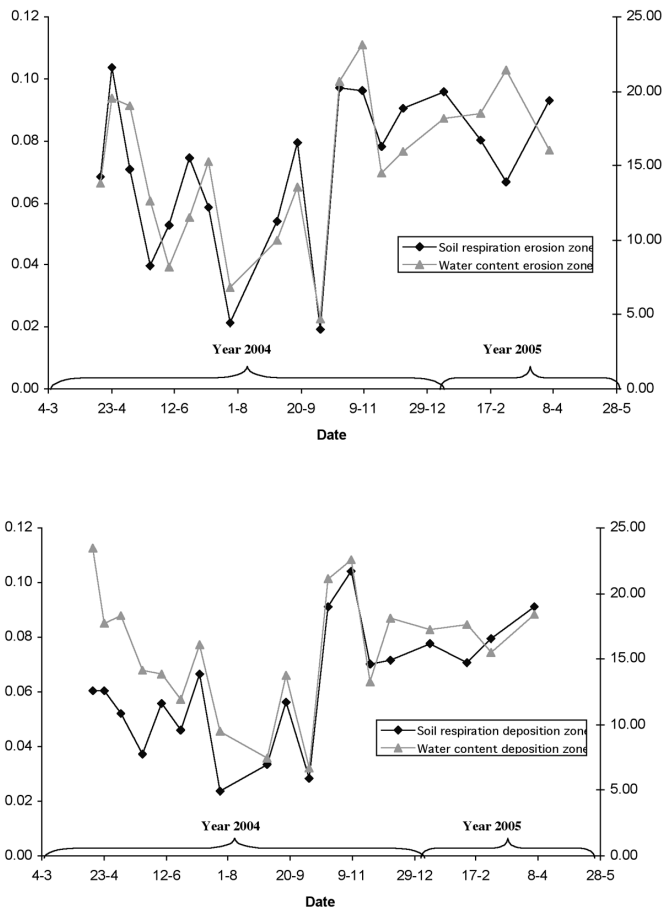 0.12
0.10
0.08
0.06
0.04
0.02
0.00
25.00
20.00
15.00
10.00
5.00
0.00
Soil respiration erosion zone
Water content erosion zone
Year 2004
Year 2005
4-3 23-4 12-6 1-8 20-9 9-11 29-12 17-2 8-4 28-5
Date
0.12
0.10
0.08
0.06
0.04
0.02
0.00
25.00
20.00
15.00
10.00
5.00
0.00
Soil respiration deposition zone
Water content deposition zone
Year 2004
Year 2005
4-3 23-4 12-6 1-8 20-9 9-11 29-12 17-2 8-4 28-5
Date